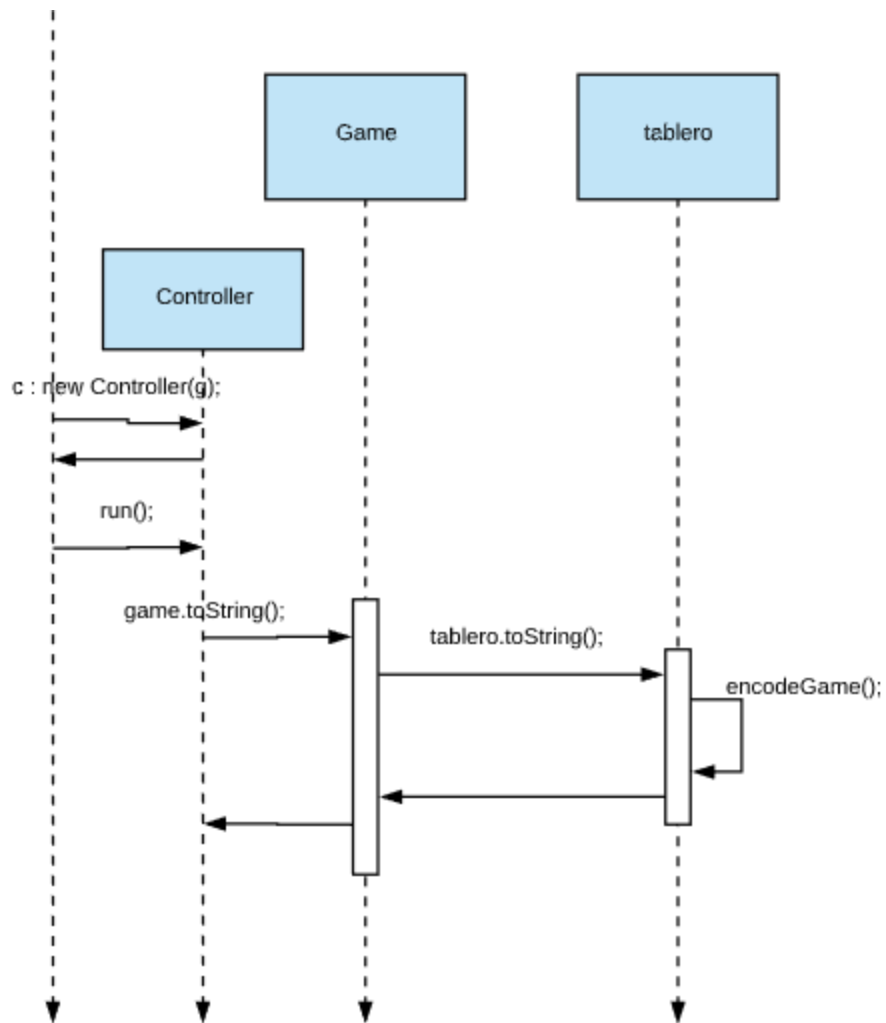 Game
tablero
Controller
c : new Controller(g);
run();
game.toString();
tablero.toString();
encodeGame();